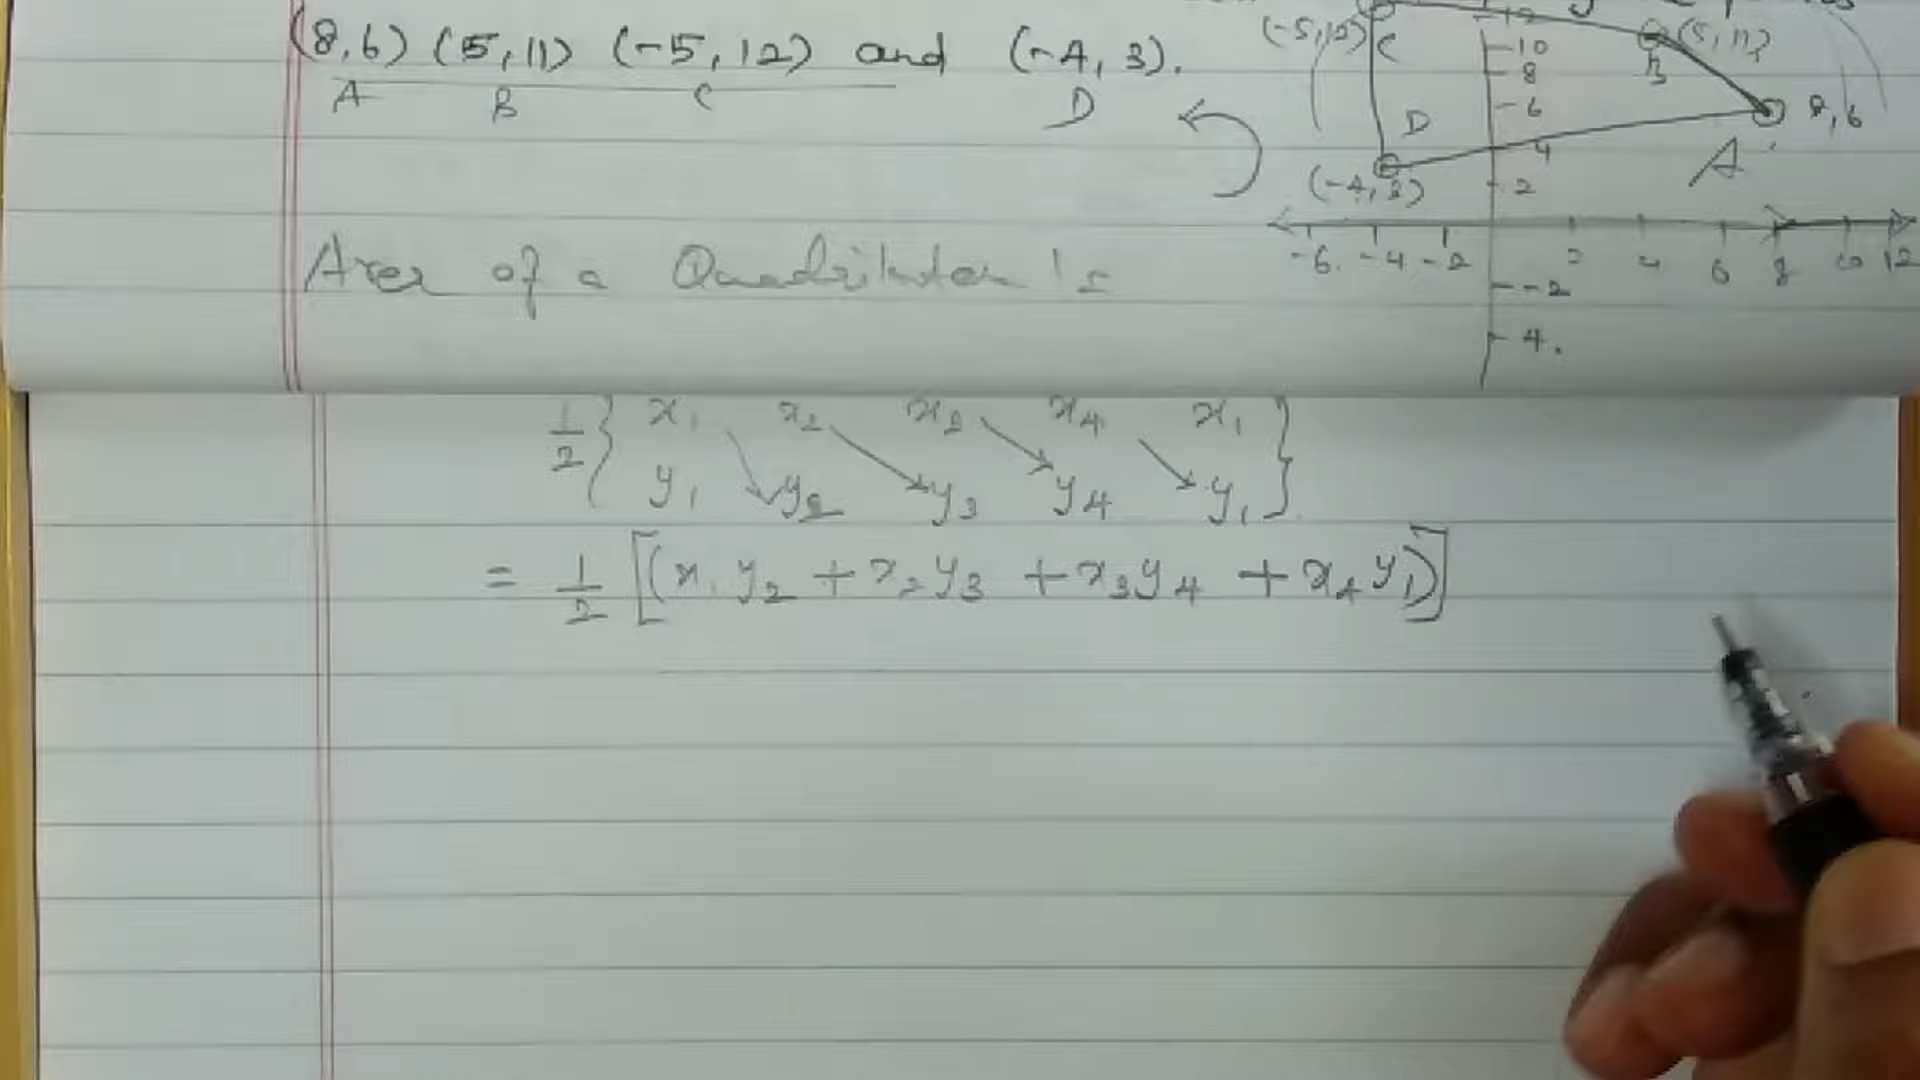 (8,6) (5,11) (-5,12) and (-4, 3).
A B C D
Area of a Quadrilateral is
(-5,12) C
12
10
(5,11)
B
8
6
8,6
D
4
A
(-4,3)
2
-6 -4 -2 2 4 6 8 10 12
-2
4.
1/2 { x₁ x₂ x₃ x₄ x₁ }
y₁ y₂ y₃ y₄ y₁
= 1/2 [(x₁y₂ + x₂y₃ + x₃y₄ + x₄y₁)]